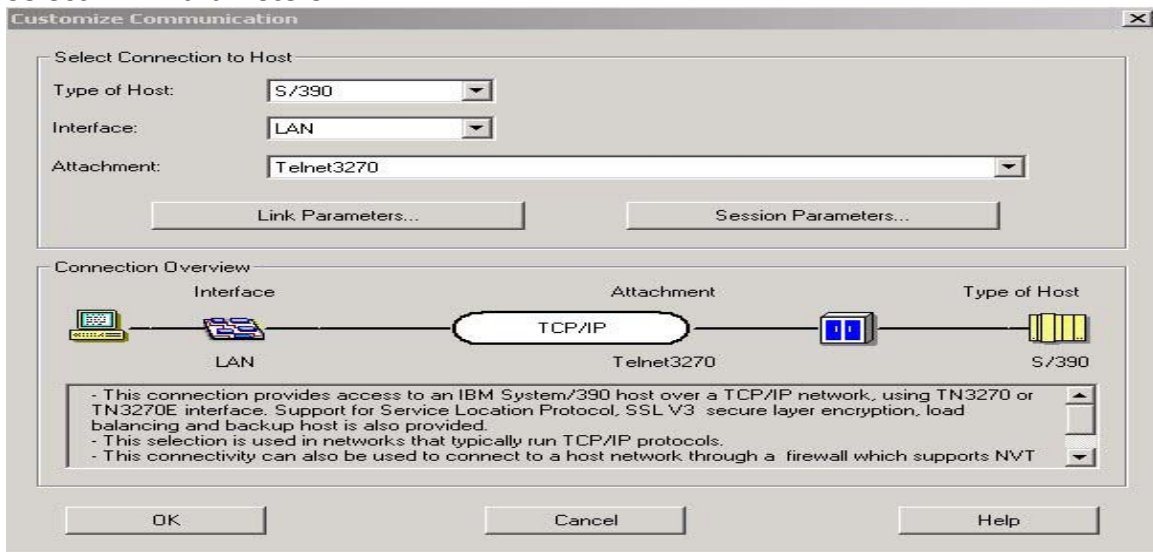 Customize Communication
Select Connection to Host
Type of Host: S/390
Interface: LAN
Attachment: Telnet3270
Link Parameters... Session Parameters...
Connection Overview
Interface Attachment Type of Host
TCP/IP
LAN Telnet3270 S/390
- This connection provides access to an IBM System/390 host over a TCP/IP network, using TN3270 or
TN3270E interface. Support for Service Location Protocol, SSL V3 secure layer encryption, load
balancing and backup host is also provided.
- This selection is used in networks that typically run TCP/IP protocols.
- This connectivity can also be used to connect to a host network through a firewall which supports NVT
OK Cancel Help